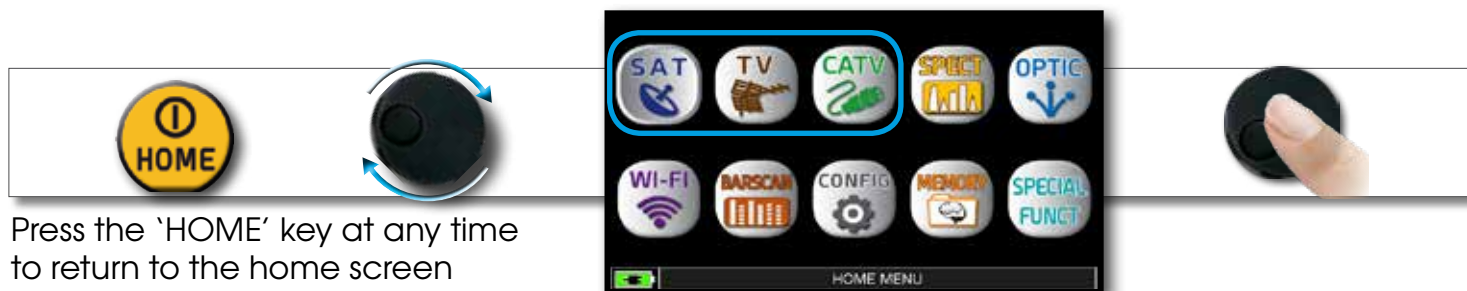 SAT TV CATV SPECT OPTIC
HOME
WI-FI BARSCAN CONFIG MEMORY SPECIAL
FUNCT
Press the ‘HOME’ key at any time
to return to the home screen
HOME MENU